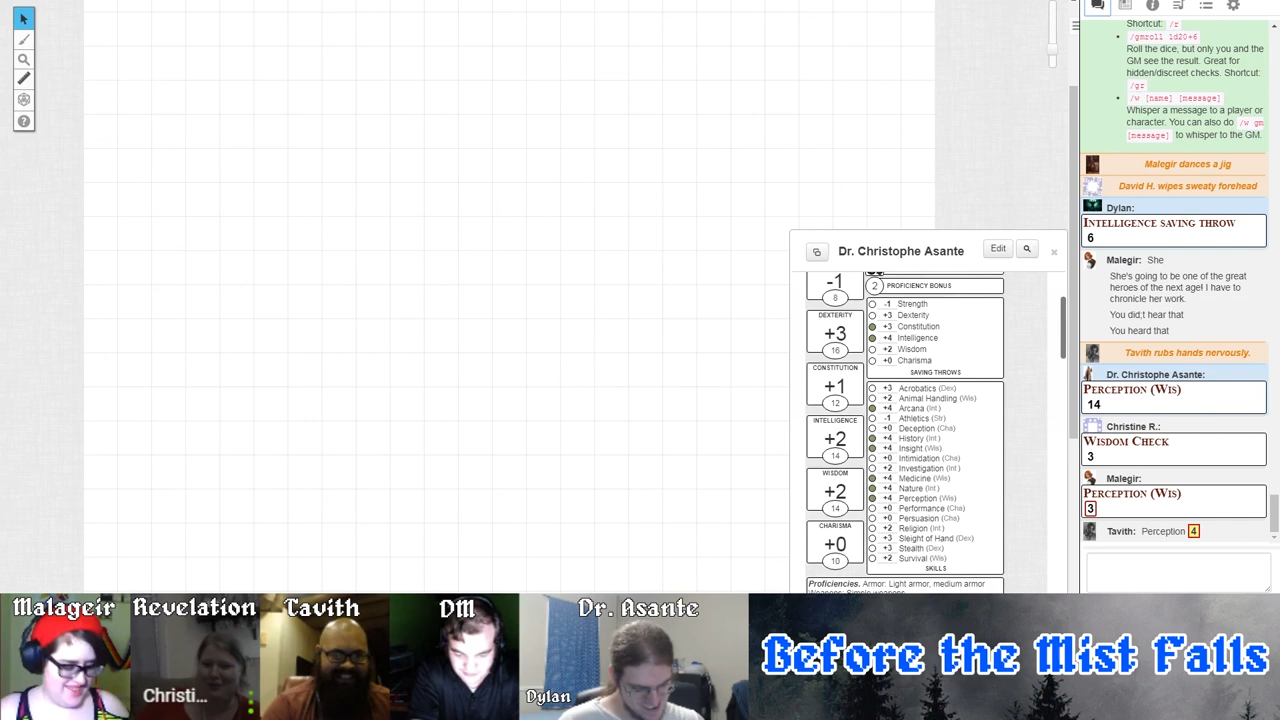 Shortcut: /r
/gmroll 1d20+6
Roll the dice, but only you and the
GM see the result. Great for
hidden/discreet checks. Shortcut:
/gr
/w [name] [message]
Whisper a message to a player or
character. You can also do /w gm
[message] to whisper to the GM.
Malegir dances a jig
David H. wipes sweaty forehead
Dylan:
INTELLIGENCE SAVING THROW
6
Malegir: She
She's going to be one of the great
heroes of the next age! I have to
chronicle her work.
You did;t hear that
You heard that
Tavith rubs hands nervously.
Dr. Christophe Asante:
PERCEPTION (WIS)
14
Christine R.:
WISDOM CHECK
3
Malegir:
PERCEPTION (WIS)
3
Tavith: Perception 4
Dr. Christophe Asante
Edit
-1
8
DEXTERITY
+3
16
CONSTITUTION
+1
12
INTELLIGENCE
+2
14
WISDOM
+2
14
CHARISMA
+0
10
2 PROFICIENCY BONUS
-1 Strength
+3 Dexterity
+3 Constitution
+4 Intelligence
+2 Wisdom
+0 Charisma
SAVING THROWS
+3 Acrobatics (Dex)
+2 Animal Handling (Wis)
+4 Arcana (Int)
-1 Athletics (Str)
+0 Deception (Cha)
+4 History (Int)
+4 Insight (Wis)
+0 Intimidation (Cha)
+2 Investigation (Int)
+4 Medicine (Wis)
+4 Nature (Int)
+4 Perception (Wis)
+0 Performance (Cha)
+0 Persuasion (Cha)
+2 Religion (Int)
+3 Sleight of Hand (Dex)
+3 Stealth (Dex)
+2 Survival (Wis)
SKILLS
Proficiencies. Armor: Light armor, medium armor
Weapons: Simple weapons
Malageir
Revelation
Tavith
DM
Dr. Asante
Christi...
Dylan
Before the Mist Falls